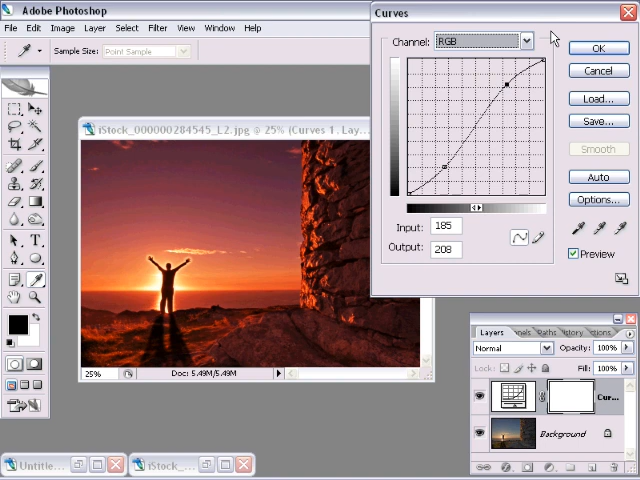 Adobe Photoshop
File Edit Image Layer Select Filter View Window Help
Sample Size: Point Sample
Curves
Channel: RGB
OK
Cancel
Load...
Save...
Smooth
Auto
Options...
Input: 185
Output: 208
Preview
iStock_000000284545_L2.jpg @ 25% (Curves 1, Lay...
25% Doc: 5.49M/5.49M
Layers Paths
Normal Opacity: 100%
Lock: Fill: 100%
Cur...
Background
Untitle... iStock_...